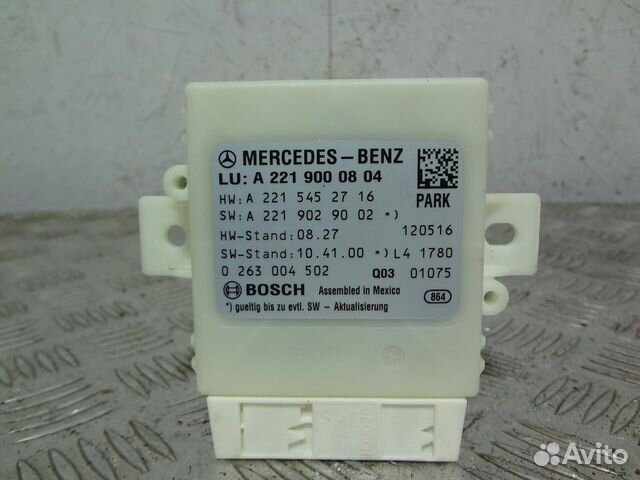 MERCEDES-BENZ
LU: A 221 900 08 04
HW: A 221 545 27 16 PARK
SW: A 221 902 90 02 *)
HW-Stand: 08.27 120516
SW-Stand: 10.41.00 *) L4 1780
0 263 004 502 Q03 01075
BOSCH Assembled in Mexico 864
*) gueltig bis zu evtl. SW - Aktualisierung
Avito